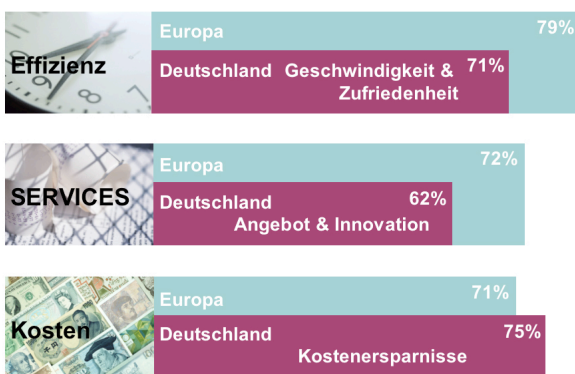 Effizienz
Europa 79%
Deutschland Geschwindigkeit & 71%
Zufriedenheit
SERVICES
Europa 72%
Deutschland 62%
Angebot & Innovation
Kosten
Europa 71%
Deutschland 75%
Kostenersparnisse